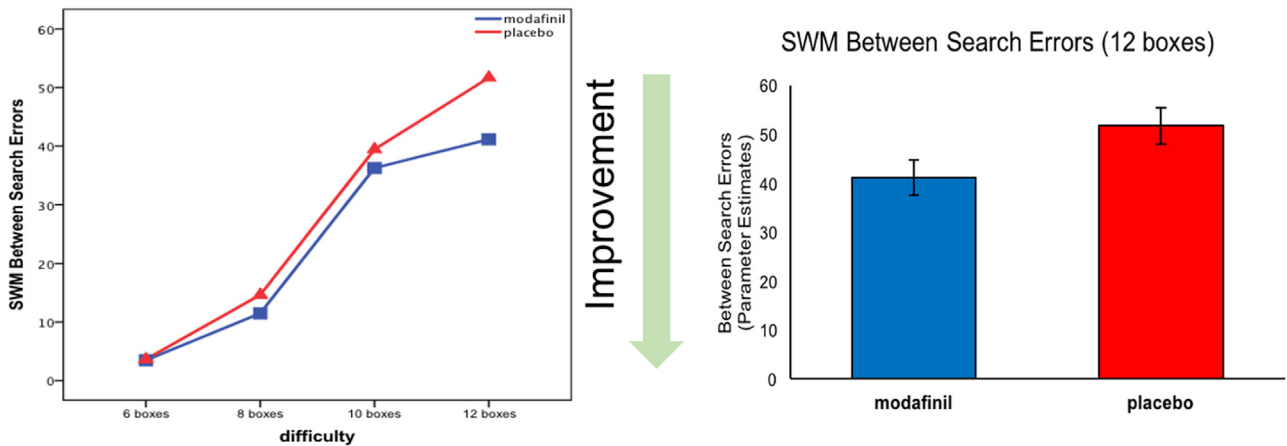 modafinil
placebo
60
50
40
30
20
10
0
SWM Between Search Errors
6 boxes
8 boxes
10 boxes
12 boxes
difficulty
Improvement
SWM Between Search Errors (12 boxes)
Between Search Errors
(Parameter Estimates)
60
50
40
30
20
10
0
modafinil
placebo